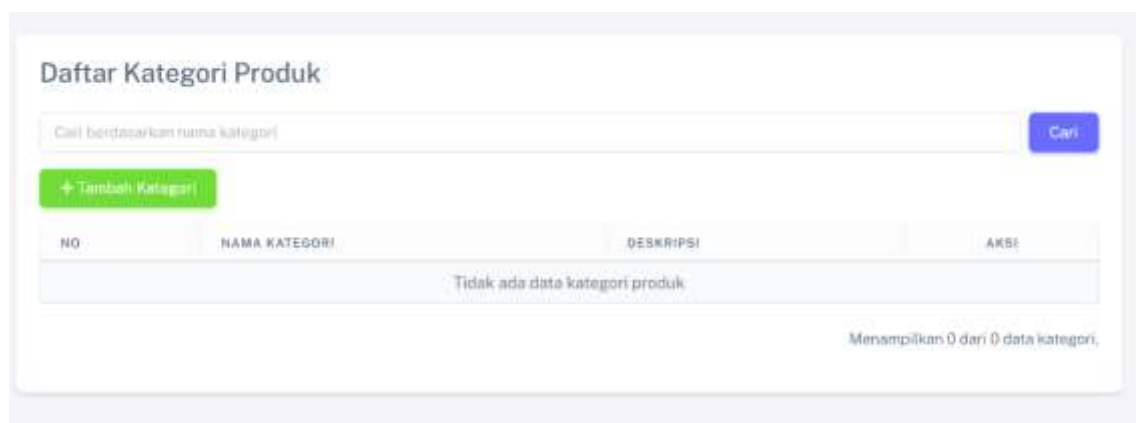 Daftar Kategori Produk
Cari berdasarkan nama kategori
Cari
+ Tambah Kategori
NO NAMA KATEGORI DESKRIPSI AKSI
Tidak ada data kategori produk
Menampilkan 0 dari 0 data kategori.